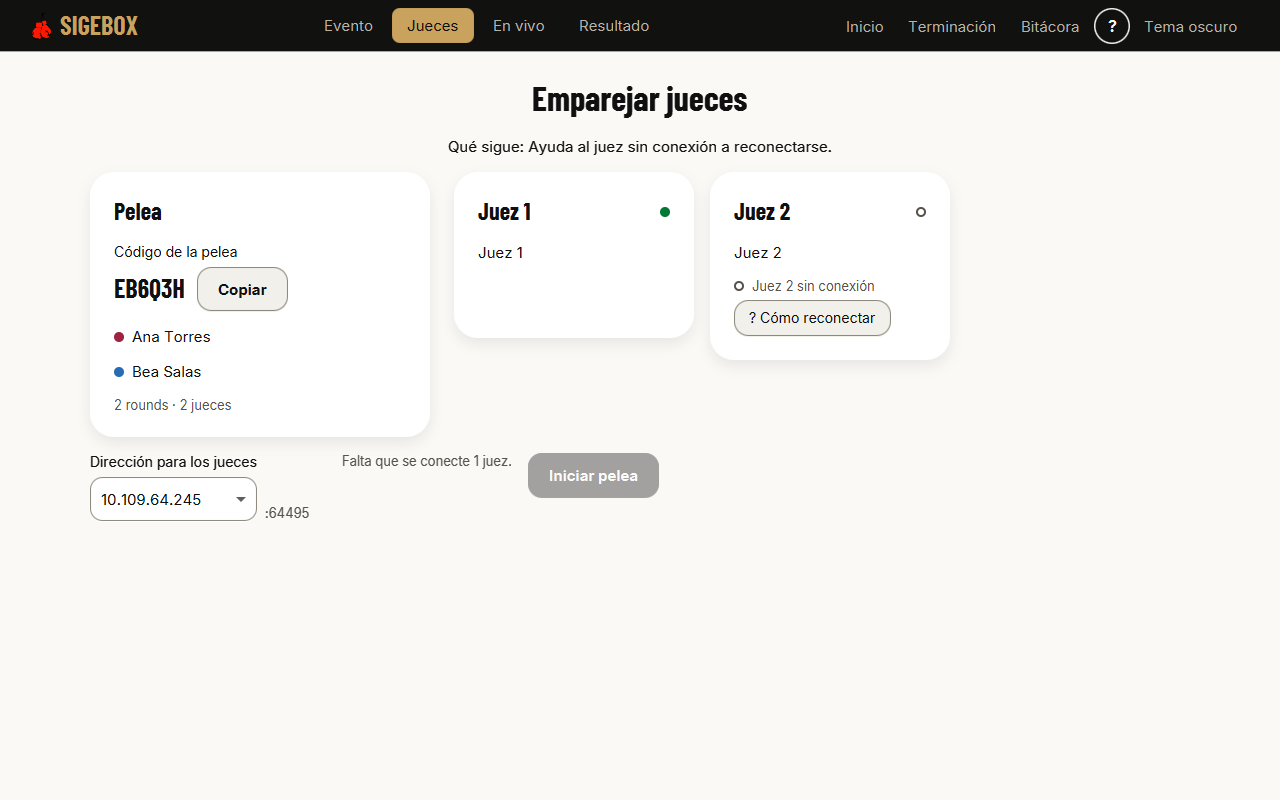 SIGEBOX
Evento
Jueces
En vivo
Resultado
Inicio
Terminación
Bitácora
?
Tema oscuro
Emparejar jueces
Qué sigue: Ayuda al juez sin conexión a reconectarse.
Pelea
Código de la pelea
EB6Q3H
Copiar
Ana Torres
Bea Salas
2 rounds · 2 jueces
Juez 1
Juez 1
Juez 2
Juez 2
Juez 2 sin conexión
? Cómo reconectar
Dirección para los jueces
10.109.64.245
:64495
Falta que se conecte 1 juez.
Iniciar pelea